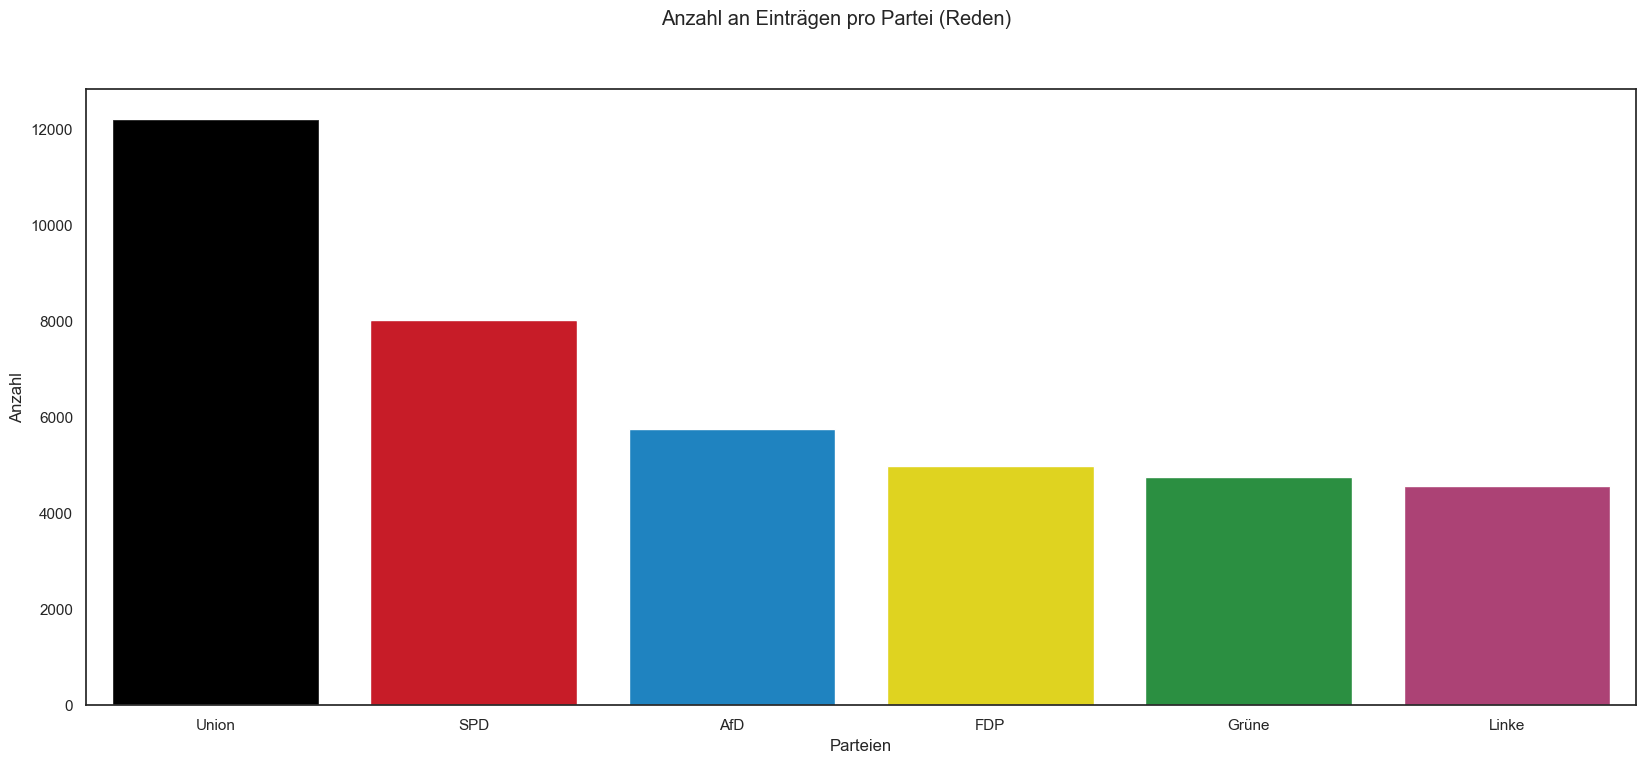 Anzahl an Einträgen pro Partei (Reden)
12000
10000
8000
6000
4000
2000
0
Anzahl
Union SPD AfD FDP Grüne Linke
Parteien